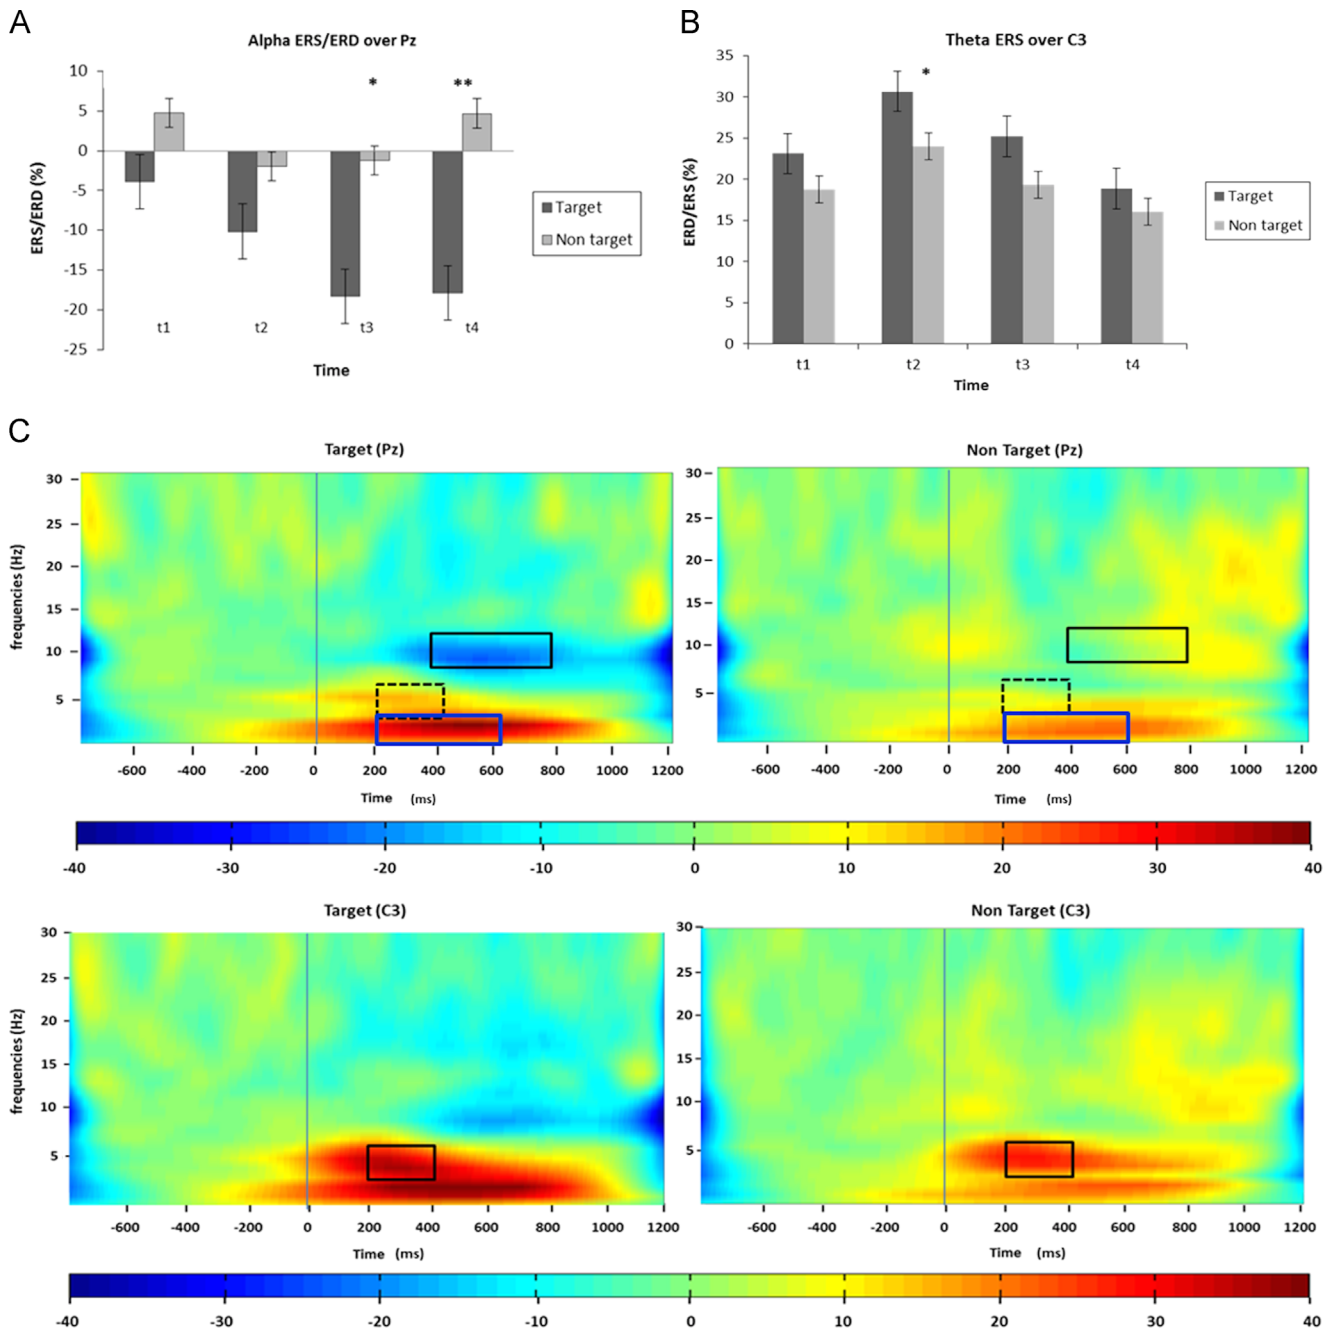 A
Alpha ERS/ERD over Pz
10
5
0
-5
-10
-15
-20
-25
ERS/ERD (%)
*
**
t1
t2
t3
t4
Time
Target
Non target
B
Theta ERS over C3
35
30
25
20
15
10
5
0
ERD/ERS (%)
*
t1
t2
t3
t4
Time
Target
Non target
C
Target (Pz)
30
25
20
15
10
5
frequencies (Hz)
-600 -400 -200 0 200 400 600 800 1000 1200
Time (ms)
Non Target (Pz)
30
25
20
15
10
5
-600 -400 -200 0 200 400 600 800 1000 1200
Time (ms)
-40 -30 -20 -10 0 10 20 30 40
Target (C3)
30
25
20
15
10
5
frequencies (Hz)
-600 -400 -200 0 200 400 600 800 1000 1200
Time (ms)
Non Target (C3)
30
25
20
15
10
5
-600 -400 -200 0 200 400 600 800 1000 1200
Time (ms)
-40 -30 -20 -10 0 10 20 30 40